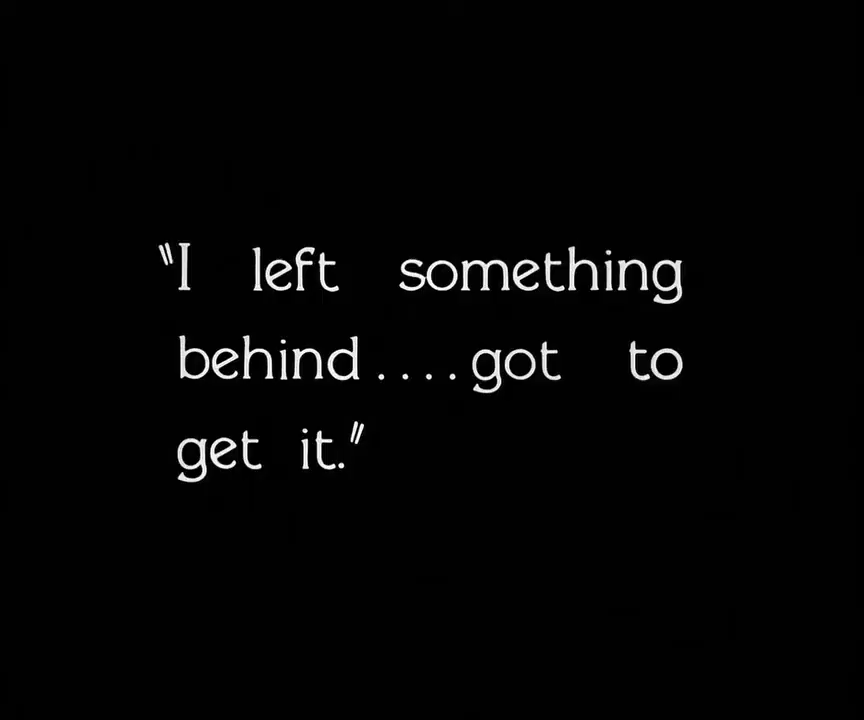 "I left something
behind....got to
get it."